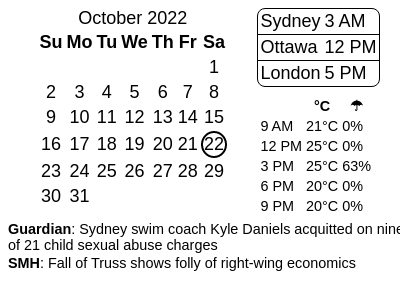 October 2022
Su Mo Tu We Th Fr Sa
1
2 3 4 5 6 7 8
9 10 11 12 13 14 15
16 17 18 19 20 21 22
23 24 25 26 27 28 29
30 31
Sydney 3 AM
Ottawa 12 PM
London 5 PM
°C ☂
9 AM 21°C 0%
12 PM 25°C 0%
3 PM 25°C 63%
6 PM 20°C 0%
9 PM 20°C 0%
Guardian: Sydney swim coach Kyle Daniels acquitted on nine
of 21 child sexual abuse charges
SMH: Fall of Truss shows folly of right-wing economics